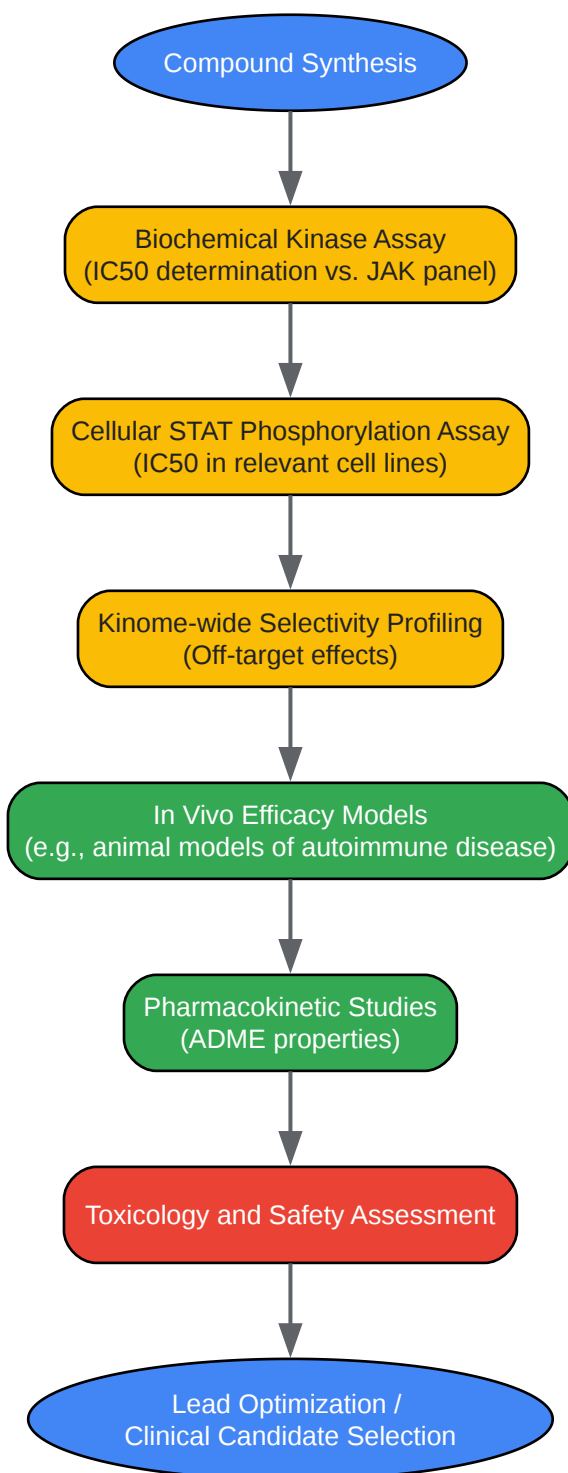 Compound Synthesis
Biochemical Kinase Assay
(IC50 determination vs. JAK panel)
Cellular STAT Phosphorylation Assay
(IC50 in relevant cell lines)
Kinome-wide Selectivity Profiling
(Off-target effects)
In Vivo Efficacy Models
(e.g., animal models of autoimmune disease)
Pharmacokinetic Studies
(ADME properties)
Toxicology and Safety Assessment
Lead Optimization /
Clinical Candidate Selection